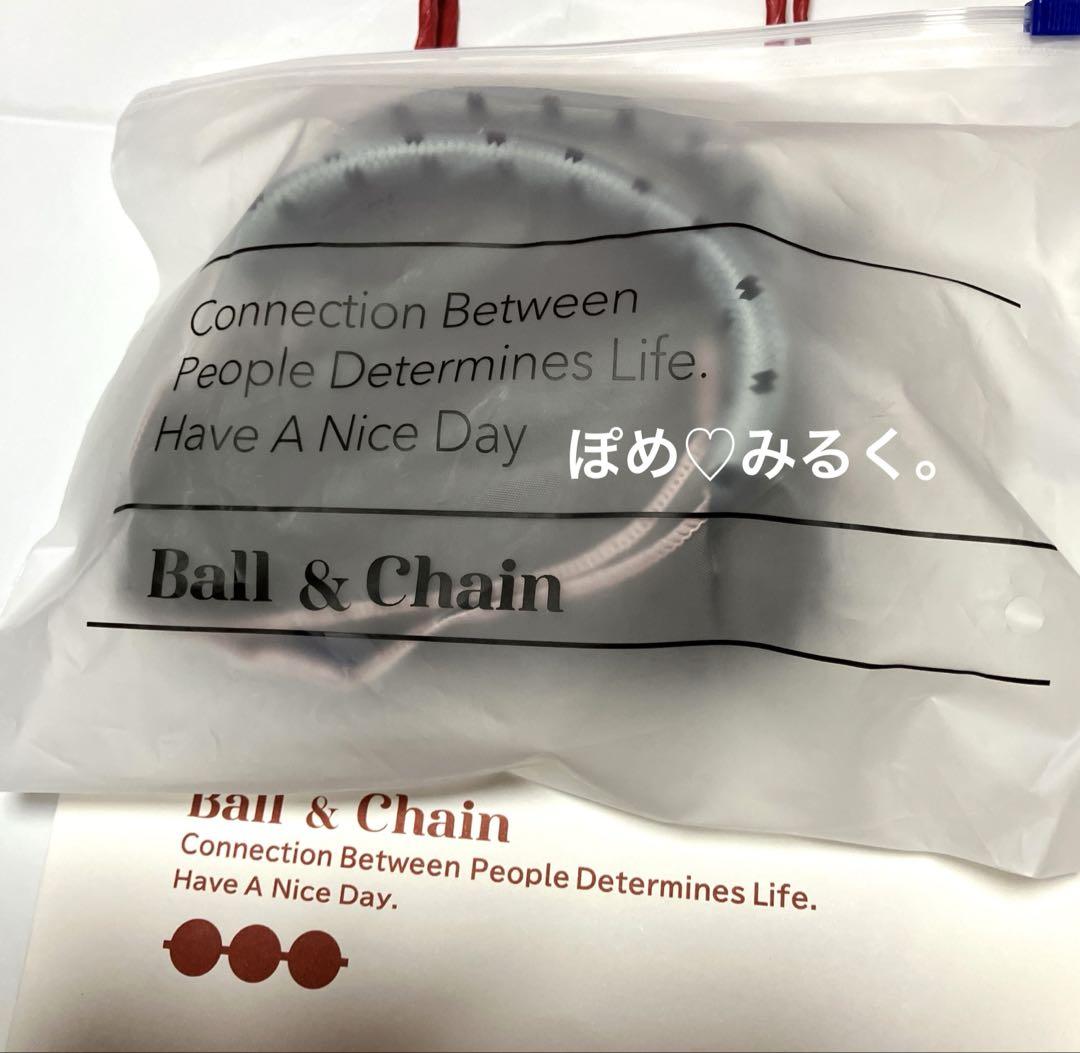 Connection Between
People Determines Life.
Have A Nice Day
ぽめ♡みるく。
Ball & Chain
Ball & Chain
Connection Between People Determines Life.
Have A Nice Day.